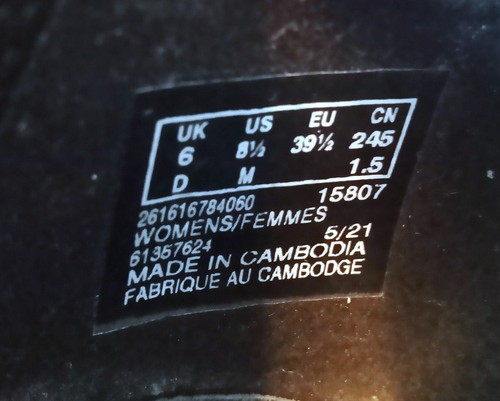 UK US EU CN
6 8½ 39½ 245
D M 1.5
261616784060 15807
WOMENS/FEMMES
61357624 5/21
MADE IN CAMBODIA
FABRIQUE AU CAMBODGE